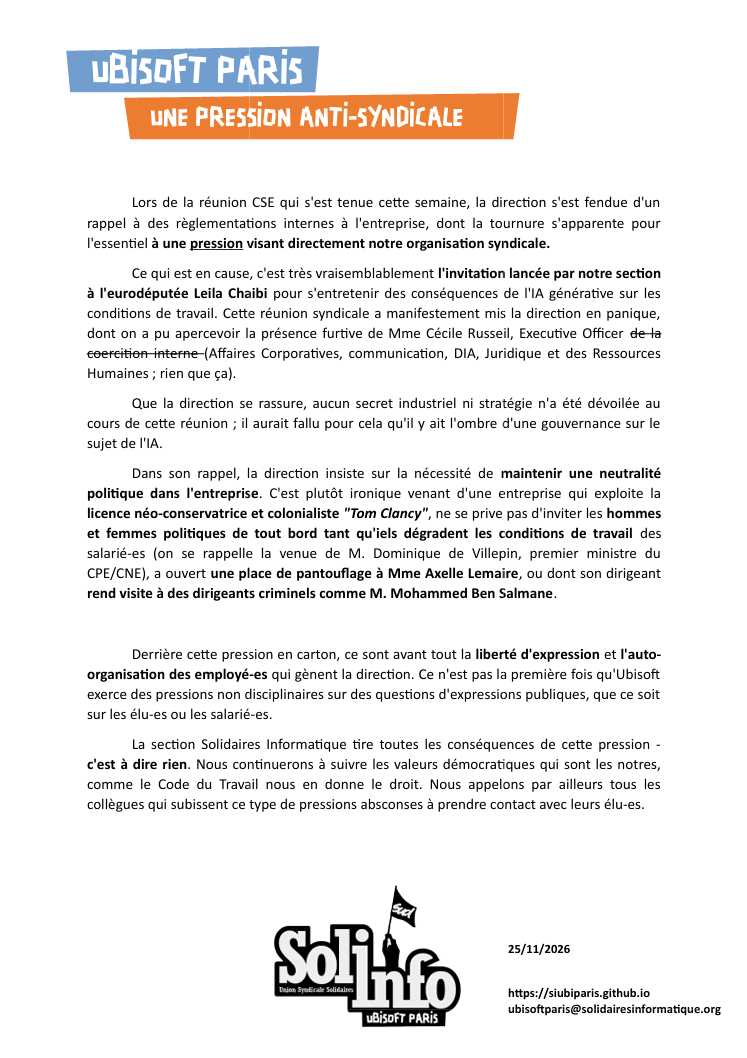 UBISOFT PARIS
UNE PRESSION ANTI-SYNDICALE
Lors de la réunion CSE qui s'est tenue cette semaine, la direction s'est fendue d'un
rappel à des règlementations internes à l'entreprise, dont la tournure s'apparente pour
l'essentiel à une pression visant directement notre organisation syndicale.
Ce qui est en cause, c'est très vraisemblablement l'invitation lancée par notre section
à l'eurodéputée Leila Chaibi pour s'entretenir des conséquences de l'IA générative sur les
conditions de travail. Cette réunion syndicale a manifestement mis la direction en panique,
dont on a pu apercevoir la présence furtive de Mme Cécile Russeil, Executive Officer de la
coercition interne (Affaires Corporatives, communication, DIA, Juridique et des Ressources
Humaines ; rien que ça).
Que la direction se rassure, aucun secret industriel ni stratégie n'a été dévoilée au
cours de cette réunion ; il aurait fallu pour cela qu'il y ait l'ombre d'une gouvernance sur le
sujet de l'IA.
Dans son rappel, la direction insiste sur la nécessité de maintenir une neutralité
politique dans l'entreprise. C'est plutôt ironique venant d'une entreprise qui exploite la
licence néo-conservatrice et colonialiste "Tom Clancy", ne se prive pas d'inviter les hommes
et femmes politiques de tout bord tant qu'iels dégradent les conditions de travail des
salarié-es (on se rappelle la venue de M. Dominique de Villepin, premier ministre du
CPE/CNE), a ouvert une place de pantouflage à Mme Axelle Lemaire, ou dont son dirigeant
rend visite à des dirigeants criminels comme M. Mohammed Ben Salmane.
Derrière cette pression en carton, ce sont avant tout la liberté d'expression et l'auto-
organisation des employé-es qui gènent la direction. Ce n'est pas la première fois qu'Ubisoft
exerce des pressions non disciplinaires sur des questions d'expressions publiques, que ce soit
sur les élu-es ou les salarié-es.
La section Solidaires Informatique tire toutes les conséquences de cette pression -
c'est à dire rien. Nous continuerons à suivre les valeurs démocratiques qui sont les notres,
comme le Code du Travail nous en donne le droit. Nous appelons par ailleurs tous les
collègues qui subissent ce type de pressions absconses à prendre contact avec leurs élu-es.
Sud
Sol
info
Union Syndicale Solidaires
UBISOFT PARIS
25/11/2026
https://siubiparis.github.io
ubisoftparis@solidairesinformatique.org